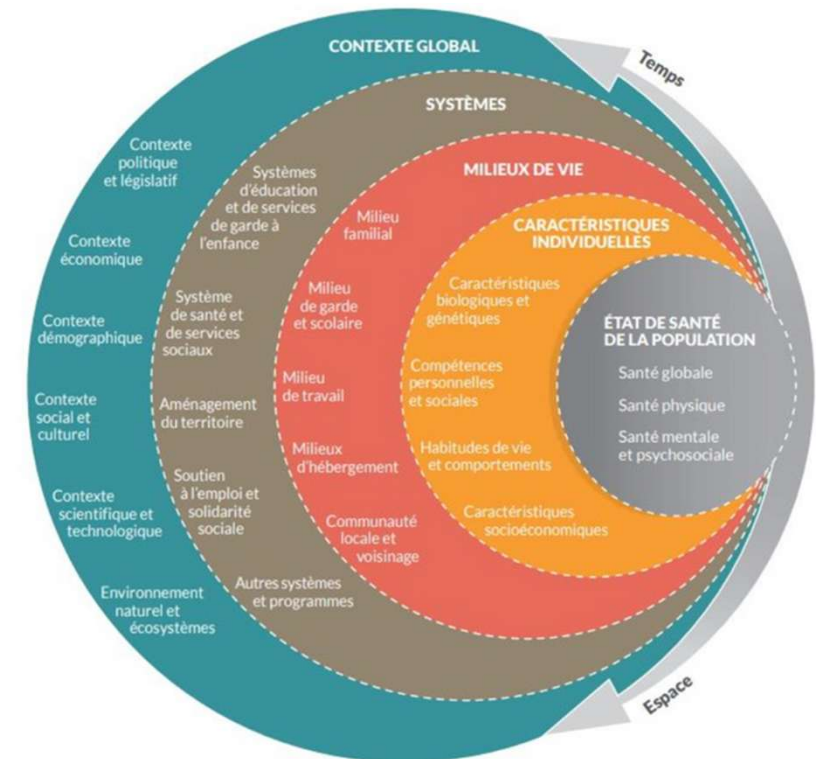 CONTEXTE GLOBAL
Temps
SYSTÈMES
Contexte
politique
et législatif
Contexte
économique
Contexte
démographique
Contexte
social et
culturel
Contexte
scientifique et
technologique
Environnement
naturel et
écosystèmes
Systèmes
d'éducation
et de services
de garde à
l'enfance
Système
de santé et
de services
sociaux
Aménagement
du territoire
Soutien
à l'emploi et
solidarité
sociale
Autres systèmes
et programmes
MILIEUX DE VIE
Milieu
familial
Milieu
de garde
et scolaire
Milieu
de travail
Milieux
d'hébergement
Communauté
locale et
voisinage
CARACTÉRISTIQUES
INDIVIDUELLES
Caractéristiques
biologiques et
génétiques
Compétences
personnelles
et sociales
Habitudes de vie
et comportements
Caractéristiques
socioéconomiques
ÉTAT DE SANTÉ
DE LA POPULATION
Santé globale
Santé physique
Santé mentale
et psychosociale
Espace